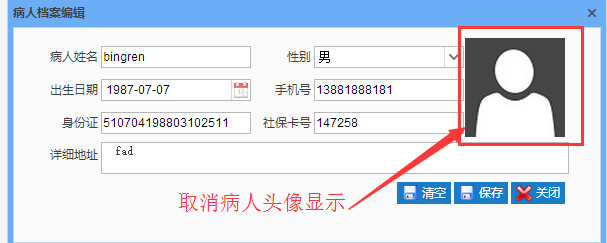 病人档案编辑
病人姓名 bingren 性别 男
出生日期 1987-07-07 手机号 13881888181
身份证 510704198803102511 社保卡号 147258
详细地址 fad
取消病人头像显示 清空 保存 关闭